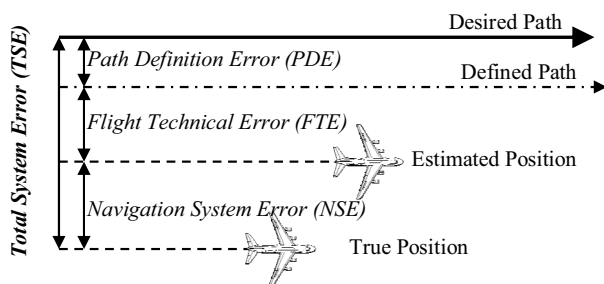 Desired Path
Path Definition Error (PDE)
Defined Path
Flight Technical Error (FTE)
Estimated Position
Navigation System Error (NSE)
True Position
Total System Error (TSE)